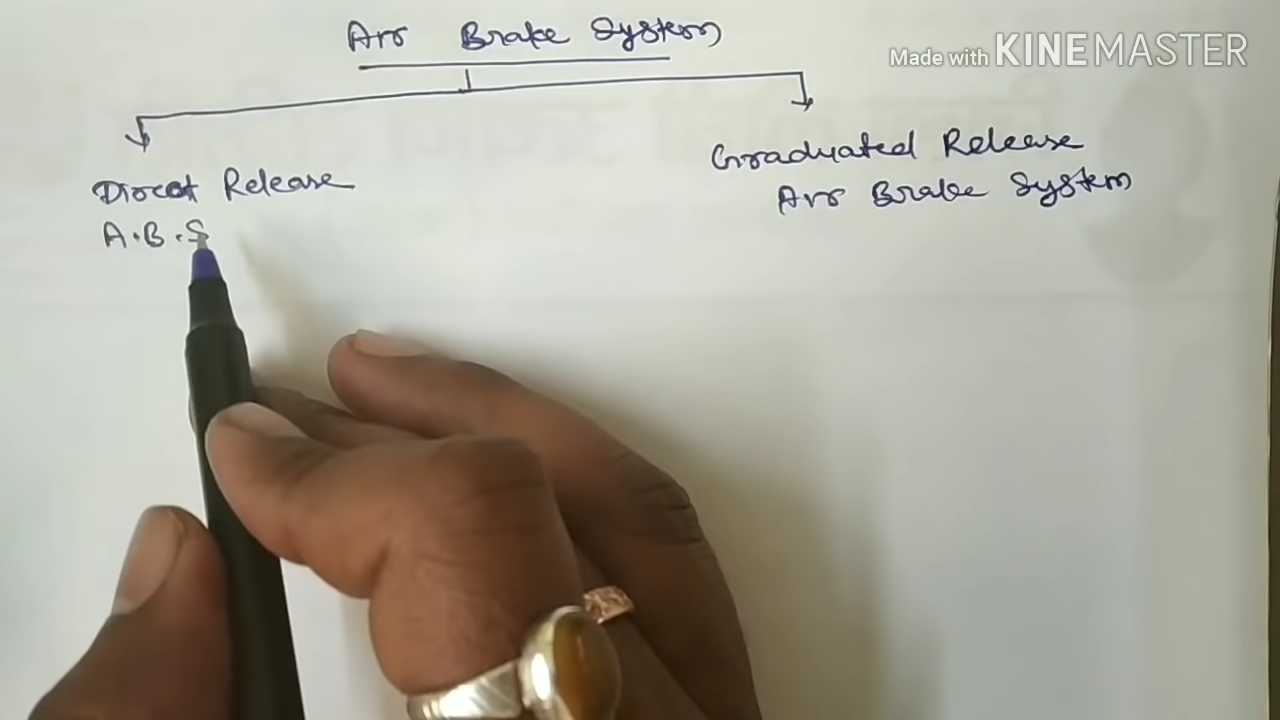 Made with KINEMASTER
Air Brake System
Direct Release
A.B.S
Graduated Release
Air Brake System